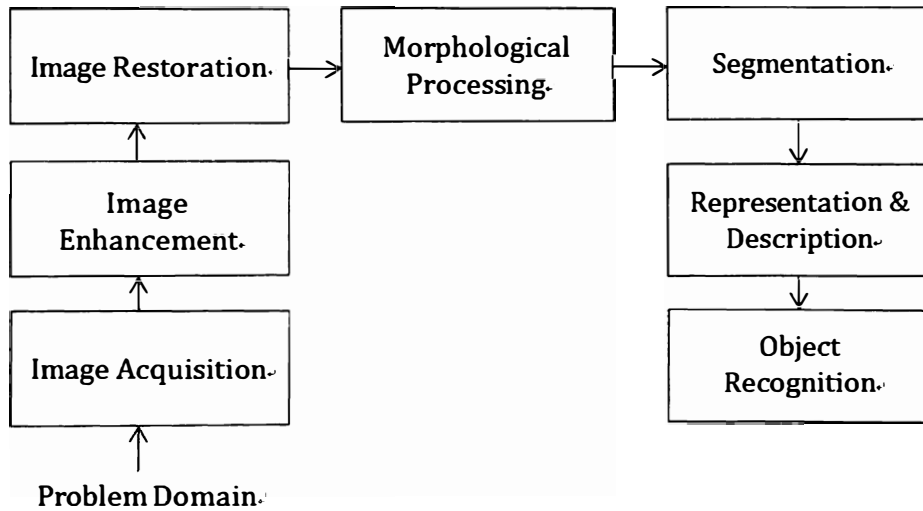 Image Restoration
Morphological
Processing
Segmentation
Image
Enhancement
Representation &
Description
Image Acquisition
Object
Recognition
Problem Domain